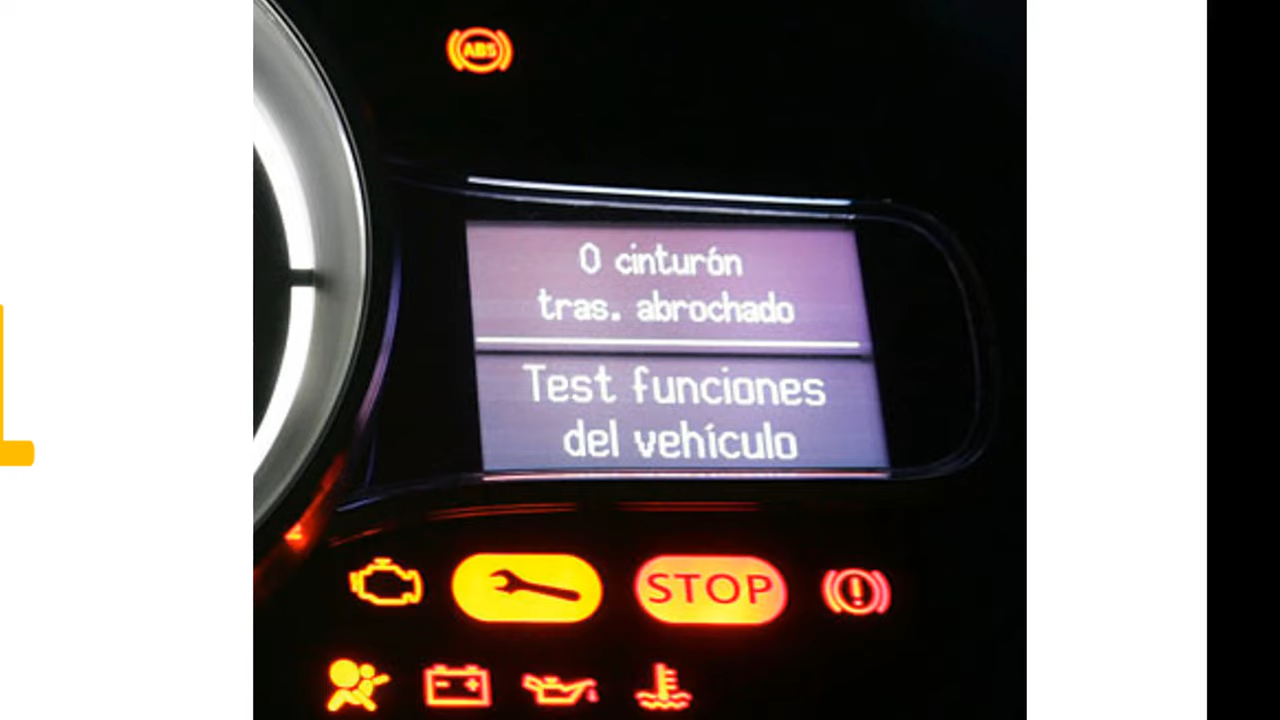 ABS
0 cinturón
tras. abrochado
Test funciones
del vehículo
STOP